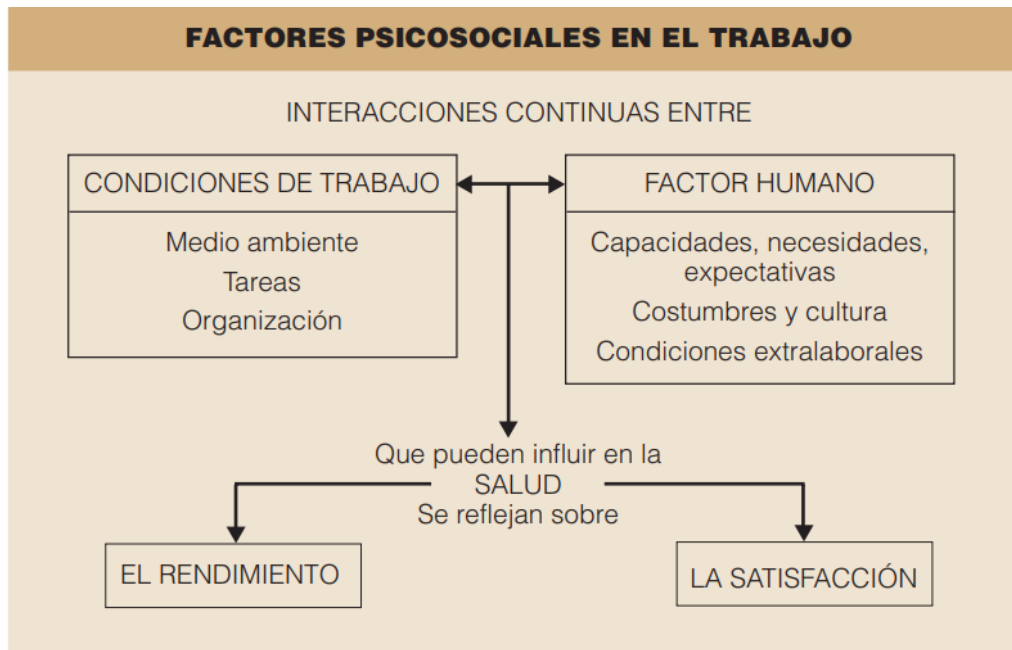 FACTORES PSICOSOCIALES EN EL TRABAJO
INTERACCIONES CONTINUAS ENTRE
CONDICIONES DE TRABAJO
Medio ambiente
Tareas
Organización
FACTOR HUMANO
Capacidades, necesidades,
expectativas
Costumbres y cultura
Condiciones extralaborales
Que pueden influir en la
SALUD
Se reflejan sobre
EL RENDIMIENTO
LA SATISFACCIÓN